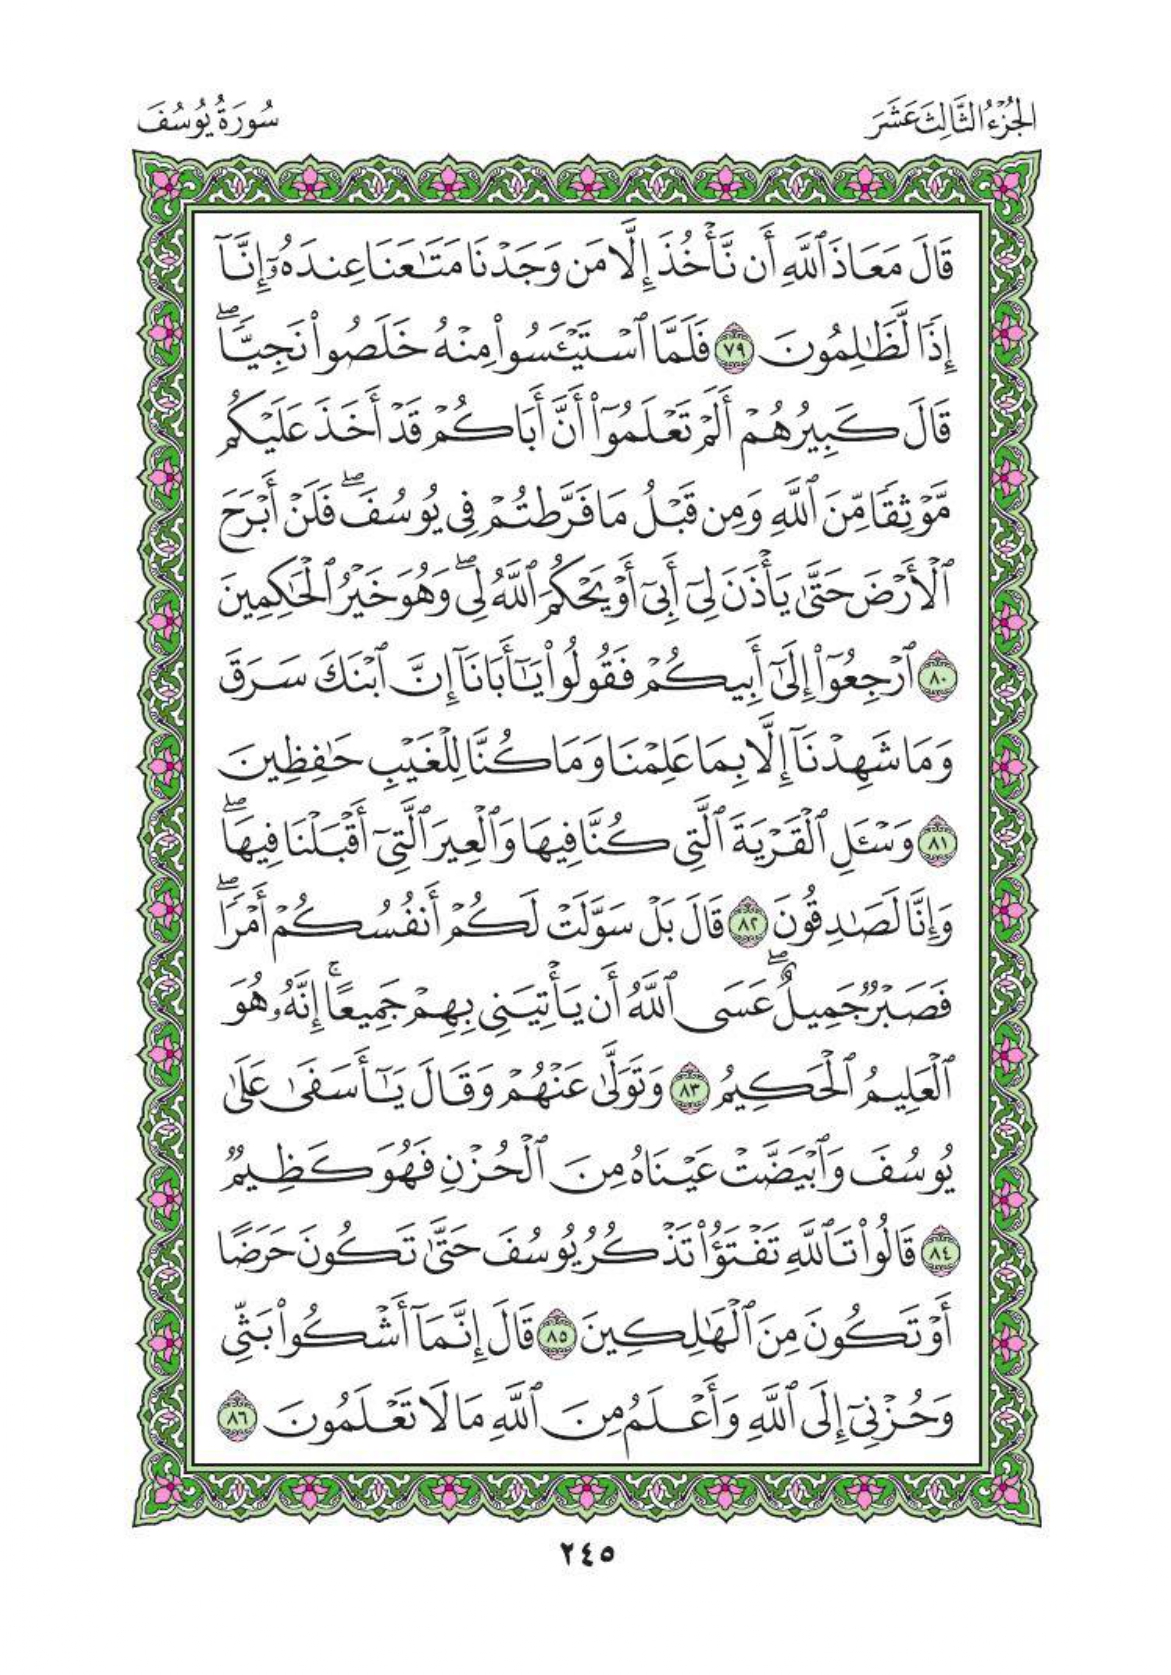 الجُزْءُ الثَّالِثَ عَشَرَ
سُورَةُ يُوسُفَ
قَالَ مَعَاذَ ٱللَّهِ أَن نَّأْخُذَ إِلَّا مَن وَجَدْنَا مَتَٰعَنَا عِندَهُۥٓ إِنَّآ
إِذًا لَّظَٰلِمُونَ ٧٩ فَلَمَّا ٱسْتَيْـَٔسُوا۟ مِنْهُ خَلَصُوا۟ نَجِيًّا ۖ
قَالَ كَبِيرُهُمْ أَلَمْ تَعْلَمُوٓا۟ أَنَّ أَبَاكُمْ قَدْ أَخَذَ عَلَيْكُم
مَّوْثِقًا مِّنَ ٱللَّهِ وَمِن قَبْلُ مَا فَرَّطتُمْ فِى يُوسُفَ ۖ فَلَنْ أَبْرَحَ
ٱلْأَرْضَ حَتَّىٰ يَأْذَنَ لِىٓ أَبِىٓ أَوْ يَحْكُمَ ٱللَّهُ لِى ۖ وَهُوَ خَيْرُ ٱلْحَٰكِمِينَ
٨٠ ٱرْجِعُوٓا۟ إِلَىٰٓ أَبِيكُمْ فَقُولُوا۟ يَٰٓأَبَانَآ إِنَّ ٱبْنَكَ سَرَقَ
وَمَا شَهِدْنَآ إِلَّا بِمَا عَلِمْنَا وَمَا كُنَّا لِلْغَيْبِ حَٰفِظِينَ
٨١ وَسْـَٔلِ ٱلْقَرْيَةَ ٱلَّتِى كُنَّا فِيهَا وَٱلْعِيرَ ٱلَّتِىٓ أَقْبَلْنَا فِيهَا ۖ
وَإِنَّا لَصَٰدِقُونَ ٨٢ قَالَ بَلْ سَوَّلَتْ لَكُمْ أَنفُسُكُمْ أَمْرًا ۖ
فَصَبْرٌ جَمِيلٌ ۖ عَسَى ٱللَّهُ أَن يَأْتِيَنِى بِهِمْ جَمِيعًا ۚ إِنَّهُۥ هُوَ
ٱلْعَلِيمُ ٱلْحَكِيمُ ٨٣ وَتَوَلَّىٰ عَنْهُمْ وَقَالَ يَٰٓأَسَفَىٰ عَلَىٰ
يُوسُفَ وَٱبْيَضَّتْ عَيْنَاهُ مِنَ ٱلْحُزْنِ فَهُوَ كَظِيمٌ
٨٤ قَالُوا۟ تَٱللَّهِ تَفْتَؤُا۟ تَذْكُرُ يُوسُفَ حَتَّىٰ تَكُونَ حَرَضًا
أَوْ تَكُونَ مِنَ ٱلْهَٰلِكِينَ ٨٥ قَالَ إِنَّمَآ أَشْكُوا۟ بَثِّى
وَحُزْنِىٓ إِلَى ٱللَّهِ وَأَعْلَمُ مِنَ ٱللَّهِ مَا لَا تَعْلَمُونَ ٨٦
٢٤٥